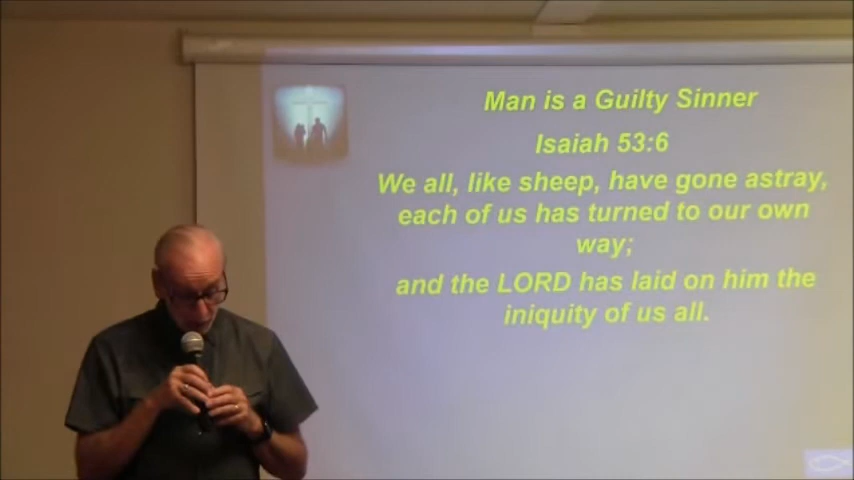 Man is a Guilty Sinner
Isaiah 53:6
We all, like sheep, have gone astray,
each of us has turned to our own
way;
and the LORD has laid on him the
iniquity of us all.